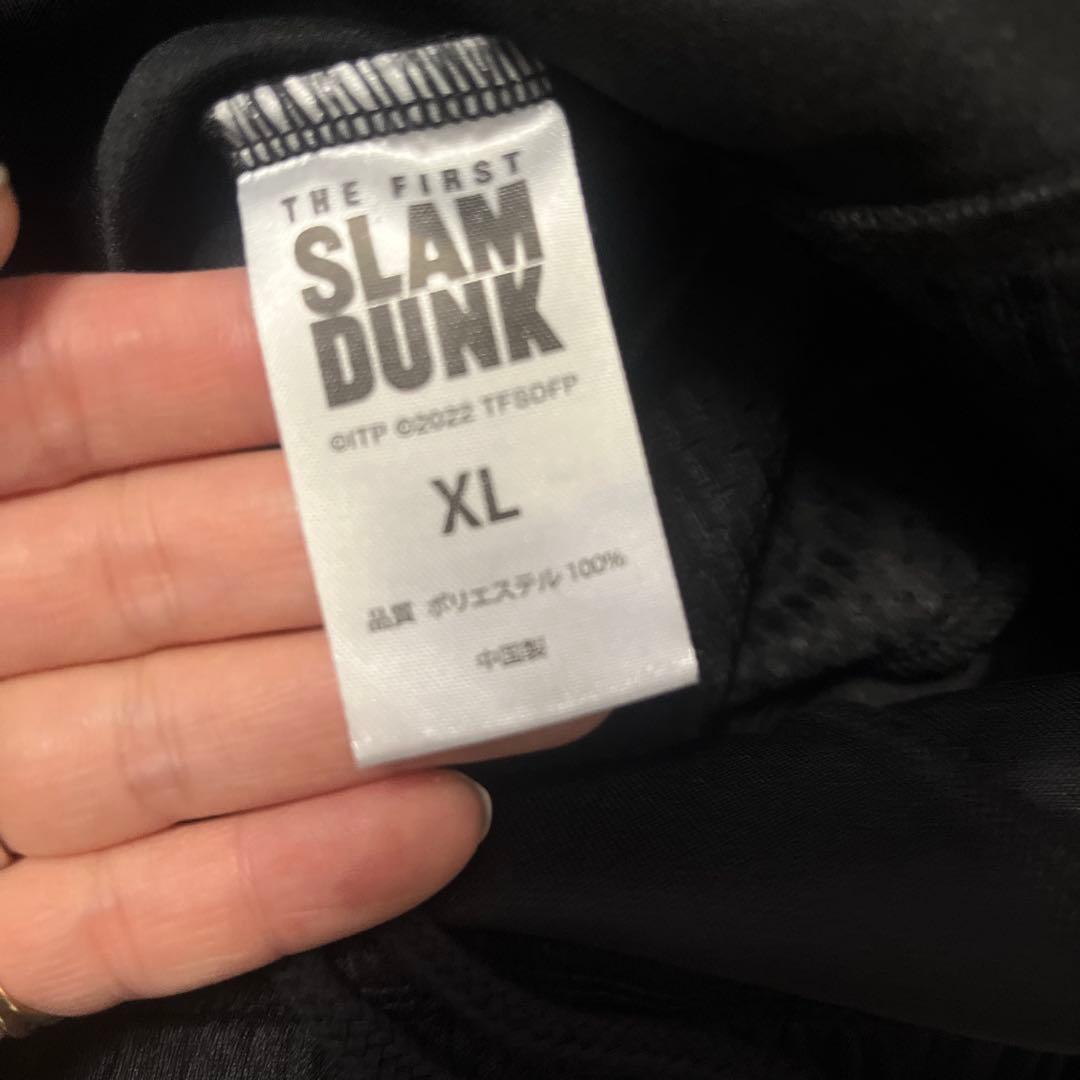 THE FIRST
SLAM
DUNK
©ITP ©2022 TFSDFP
XL
品質 ポリエステル 100%
中国製